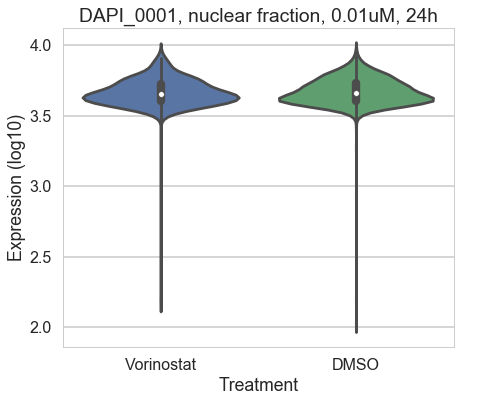 DAPI_0001, nuclear fraction, 0.01uM, 24h
4.0
3.5
3.0
2.5
2.0
Expression (log10)
Vorinostat DMSO
Treatment